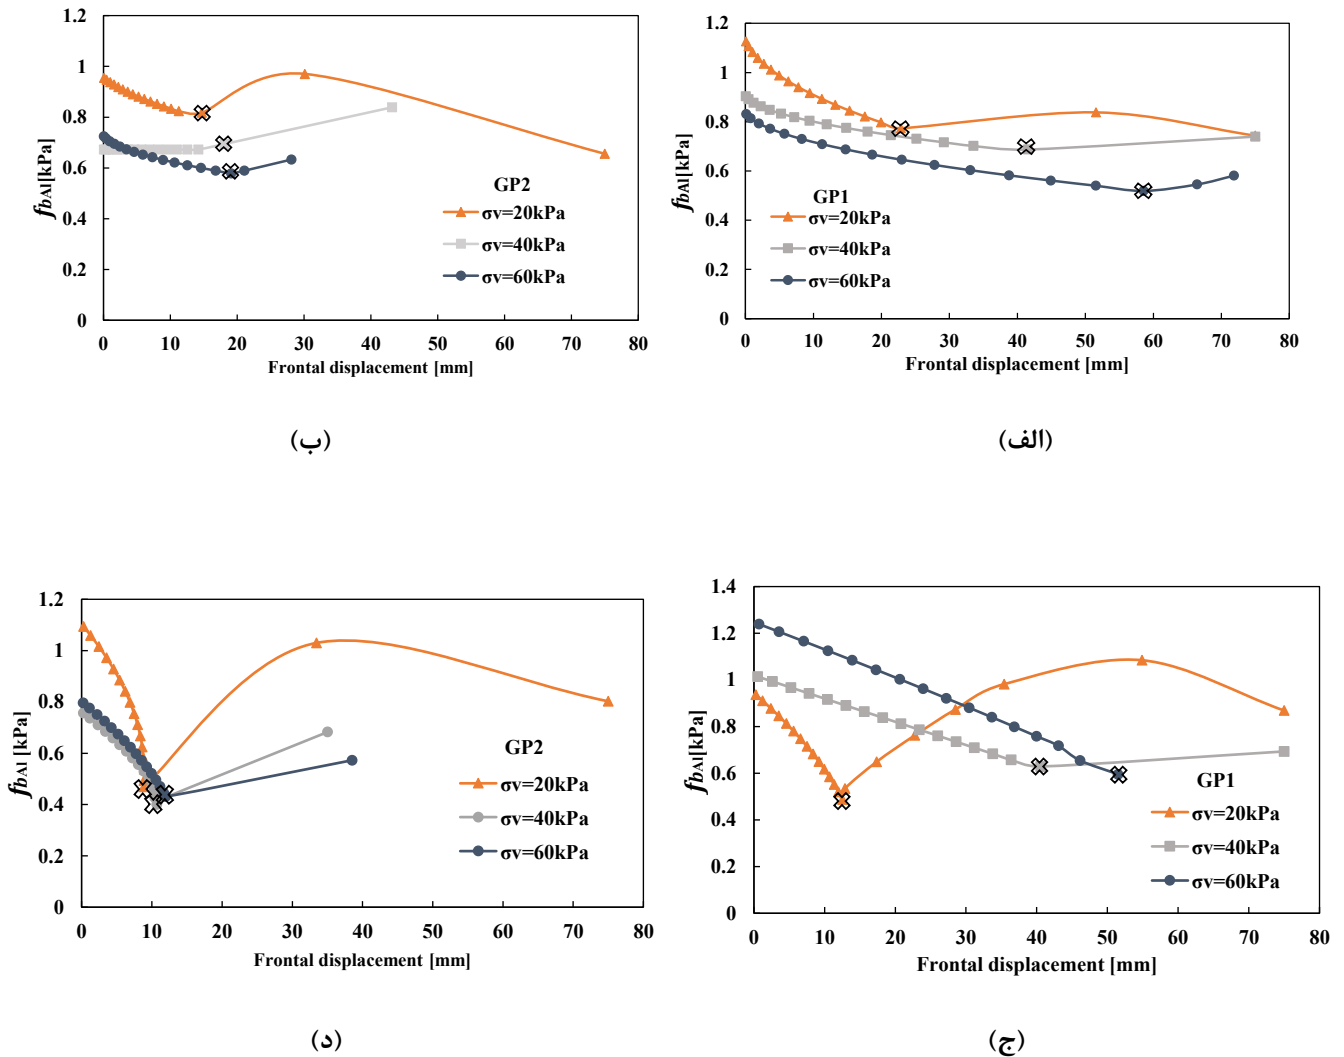 1.2
1
0.8
0.6
0.4
0.2
0
f_bAl[kPa]
GP2
σv=20kPa
σv=40kPa
σv=60kPa
0 10 20 30 40 50 60 70 80
Frontal displacement [mm]
(ب)
1.2
1
0.8
0.6
0.4
0.2
0
f_bAl[kPa]
GP1
σv=20kPa
σv=40kPa
σv=60kPa
0 10 20 30 40 50 60 70 80
Frontal displacement [mm]
(الف)
1.2
1
0.8
0.6
0.4
0.2
0
f_bAl [kPa]
GP2
σv=20kPa
σv=40kPa
σv=60kPa
0 10 20 30 40 50 60 70 80
Frontal displacement [mm]
(د)
1.4
1.2
1
0.8
0.6
0.4
0.2
0
f_bAl[kPa]
GP1
σv=20kPa
σv=40kPa
σv=60kPa
0 10 20 30 40 50 60 70 80
Frontal displacement [mm]
(ج)